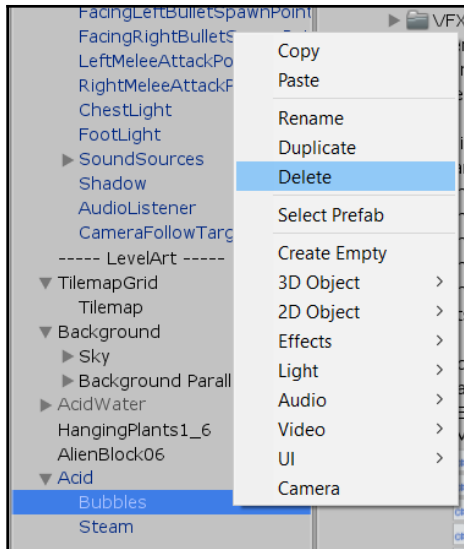 FacingLeftBulletSpawnPoint
FacingRightBulletS
LeftMeleeAttackPo
RightMeleeAttackP
ChestLight
FootLight
SoundSources
Shadow
AudioListener
CameraFollowTarg
----- LevelArt -----
TilemapGrid
Tilemap
Background
Sky
Background Parall
AcidWater
HangingPlants1_6
AlienBlock06
Acid
Bubbles
Steam
Copy
Paste
Rename
Duplicate
Delete
Select Prefab
Create Empty
3D Object
2D Object
Effects
Light
Audio
Video
UI
Camera
VFX